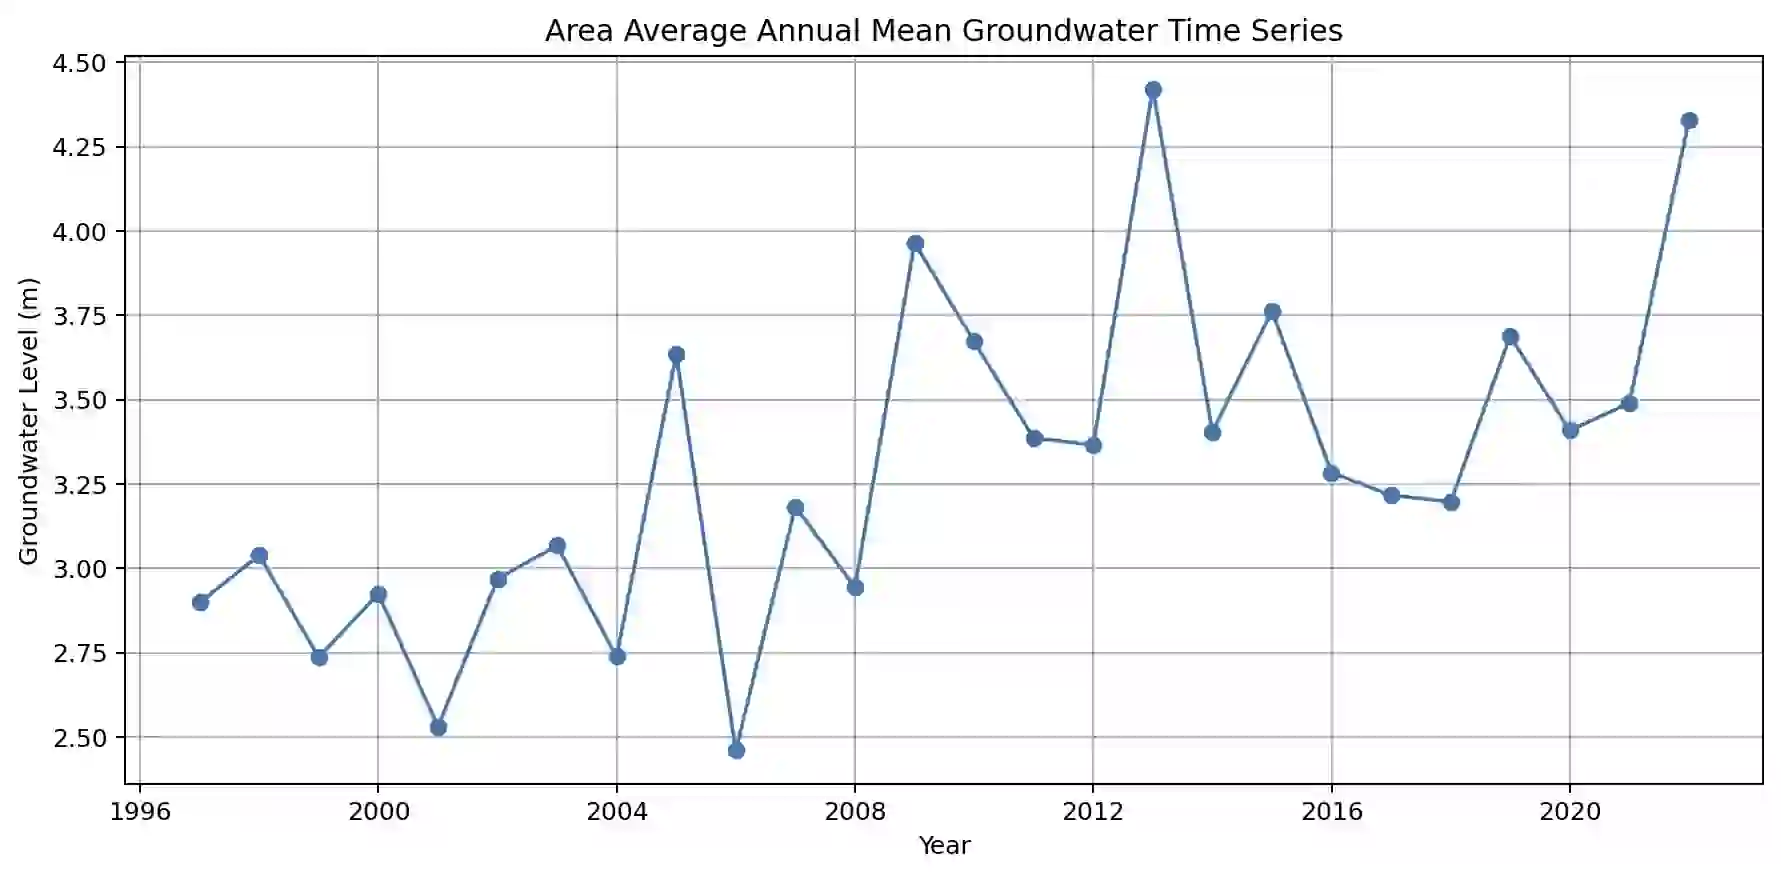 Area Average Annual Mean Groundwater Time Series
Groundwater Level (m)
4.50
4.25
4.00
3.75
3.50
3.25
3.00
2.75
2.50
1996 2000 2004 2008 2012 2016 2020
Year